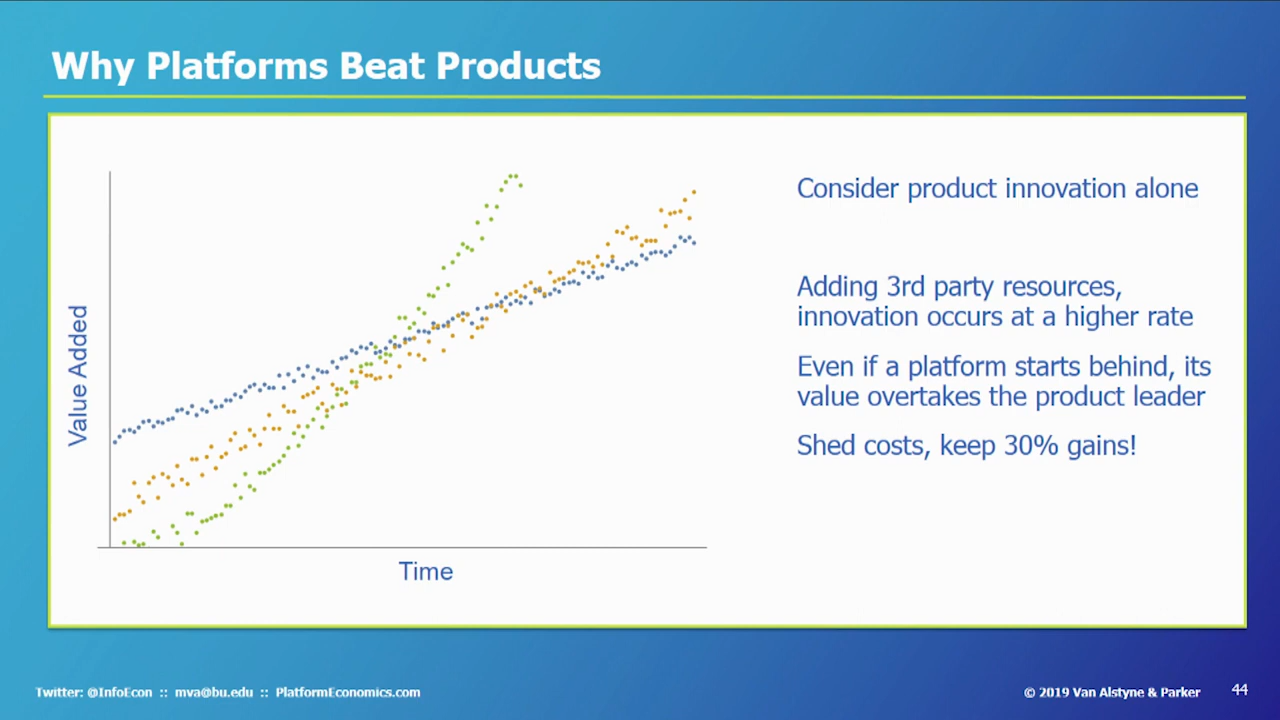 Why Platforms Beat Products
Value Added
Time
Consider product innovation alone
Adding 3rd party resources,
innovation occurs at a higher rate
Even if a platform starts behind, its
value overtakes the product leader
Shed costs, keep 30% gains!
Twitter: @InfoEcon :: mva@bu.edu :: PlatformEconomics.com
© 2019 Van Alstyne & Parker
44